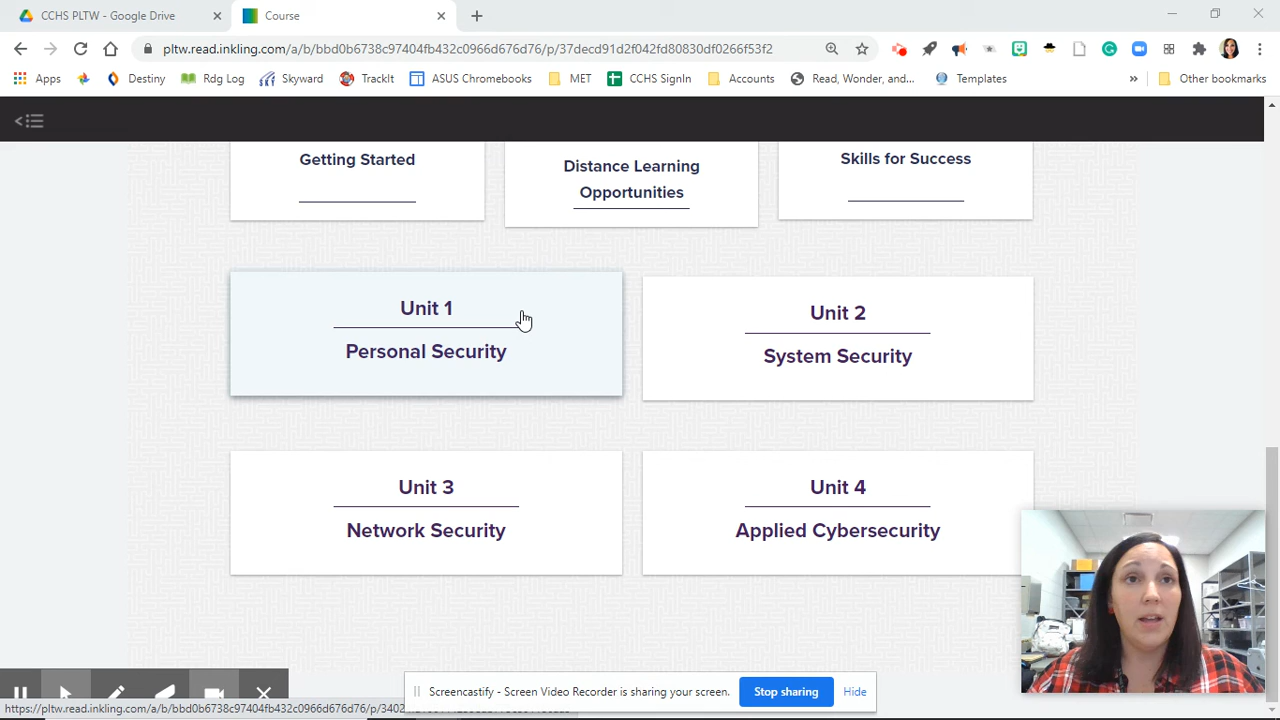 CCHS PLTW - Google Drive
Course
pltw.read.inkling.com/a/b/bbd0b6738c97404fb432c0966d676d76/p/37decd91d2f042fd80830df0266f53f2
Apps
Destiny
Rdg Log
Skyward
TrackIt
ASUS Chromebooks
MET
CCHS SignIn
Accounts
Read, Wonder, and...
Templates
»
Other bookmarks
Getting Started
Distance Learning
Opportunities
Skills for Success
Unit 1
Personal Security
Unit 2
System Security
Unit 3
Network Security
Unit 4
Applied Cybersecurity
Screencastify - Screen Video Recorder is sharing your screen.
Stop sharing
Hide